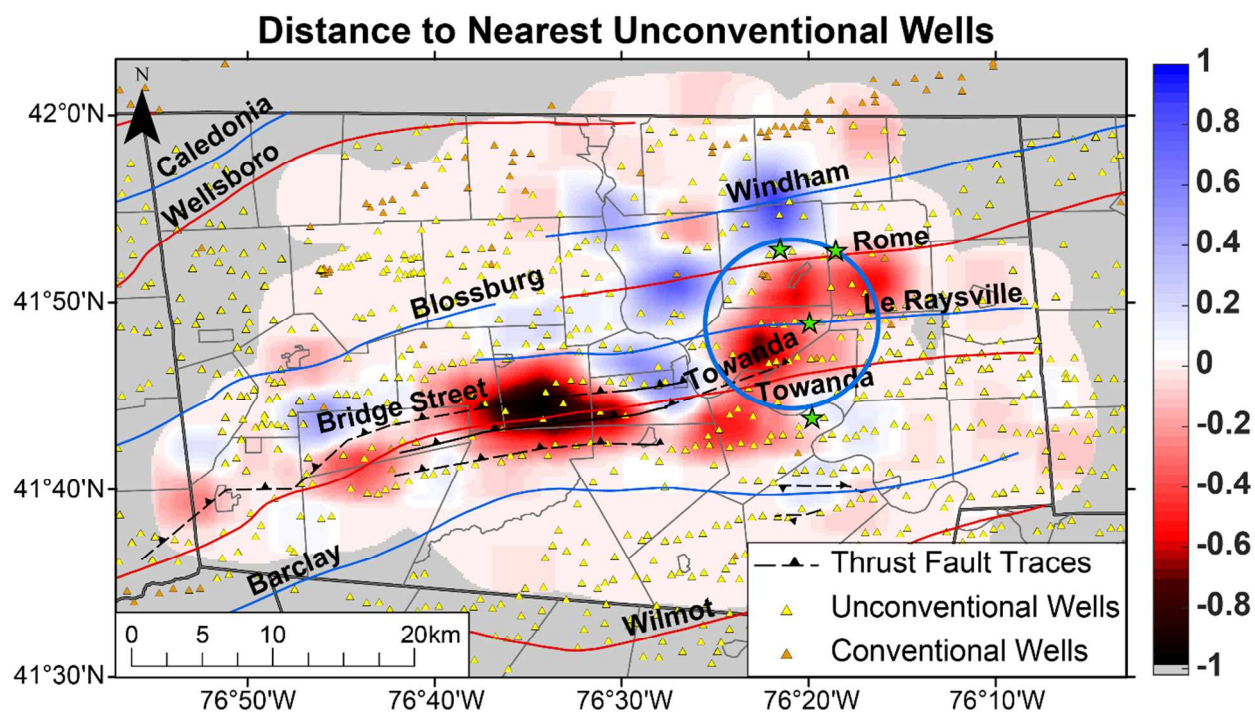 Distance to Nearest Unconventional Wells
N
42°0'N
41°50'N
41°40'N
41°30'N
Caledonia
Wellsboro
Windham
Rome
Blossburg
Le Raysville
Towanda
Towanda
Bridge Street
Barclay
Wilmot
Thrust Fault Traces
Unconventional Wells
Conventional Wells
0 5 10 20km
76°50'W 76°40'W 76°30'W 76°20'W 76°10'W
1
0.8
0.6
0.4
0.2
0
-0.2
-0.4
-0.6
-0.8
-1